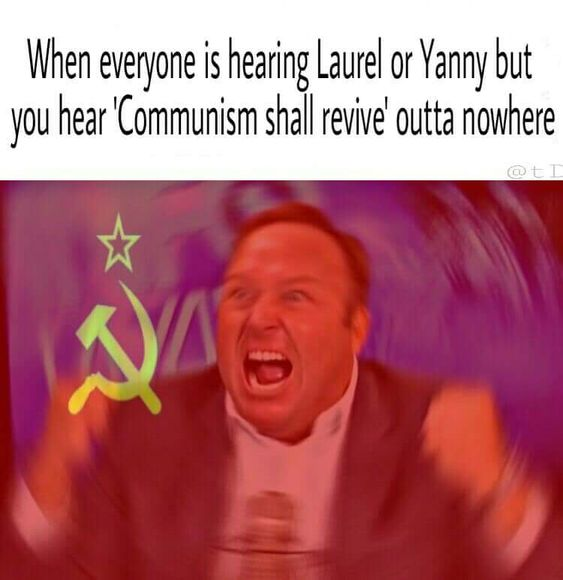 When everyone is hearing Laurel or Yanny but
you hear 'Communism shall revive' outta nowhere